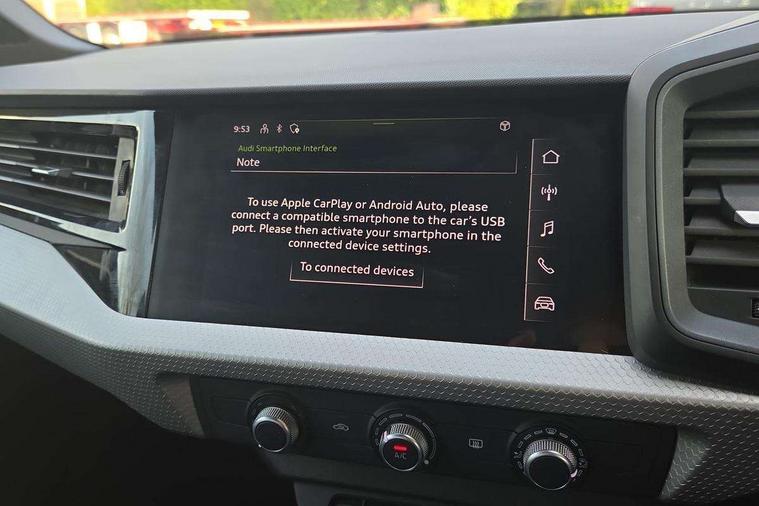 9:53
Audi Smartphone Interface
Note
To use Apple CarPlay or Android Auto, please
connect a compatible smartphone to the car's USB
port. Please then activate your smartphone in the
connected device settings.
To connected devices
A/C